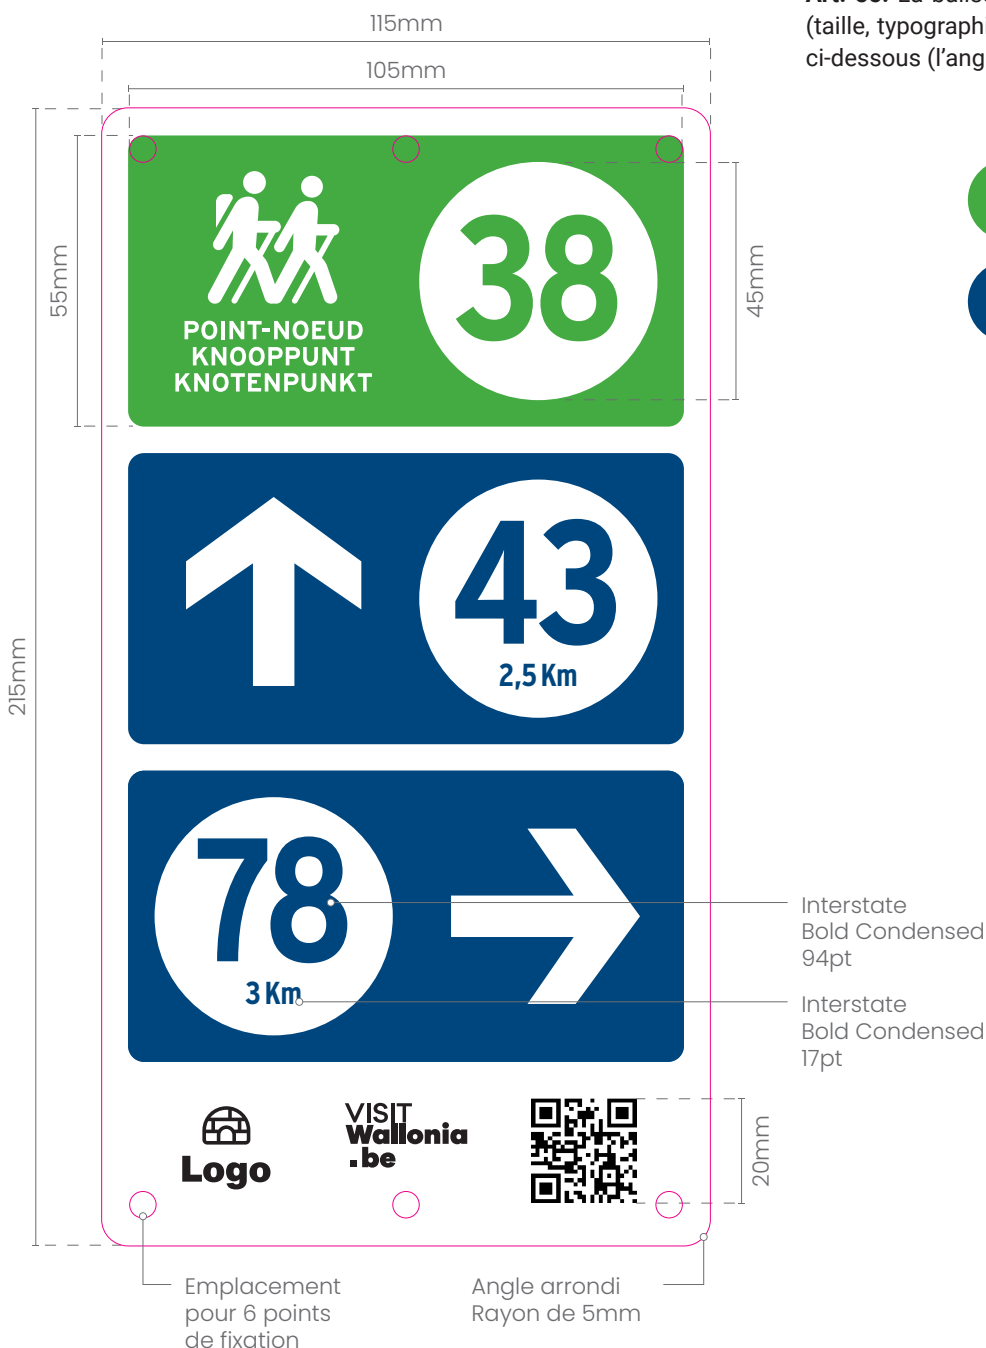 Art.
(taille, typographi
ci-dessous (l’ang
115mm
105mm
55mm
45mm
215mm
38
POINT-NOEUD
KNOOPPUNT
KNOTENPUNKT
43
2,5 Km
78
3 Km
Interstate
Bold Condensed
94pt
Interstate
Bold Condensed
17pt
Logo
VISIT
Wallonia
.be
20mm
Emplacement
pour 6 points
de fixation
Angle arrondi
Rayon de 5mm